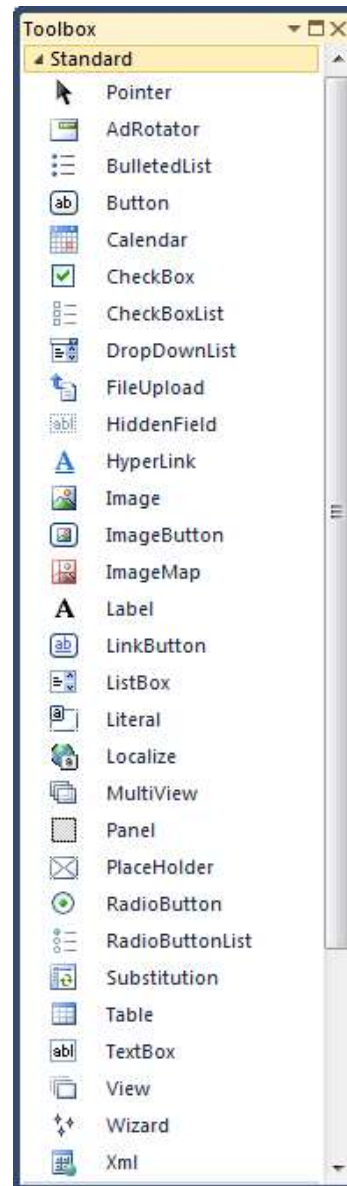 Toolbox
Standard
Pointer
AdRotator
BulletedList
Button
Calendar
CheckBox
CheckBoxList
DropDownList
FileUpload
HiddenField
HyperLink
Image
ImageButton
ImageMap
Label
LinkButton
ListBox
Literal
Localize
MultiView
Panel
PlaceHolder
RadioButton
RadioButtonList
Substitution
Table
TextBox
View
Wizard
Xml